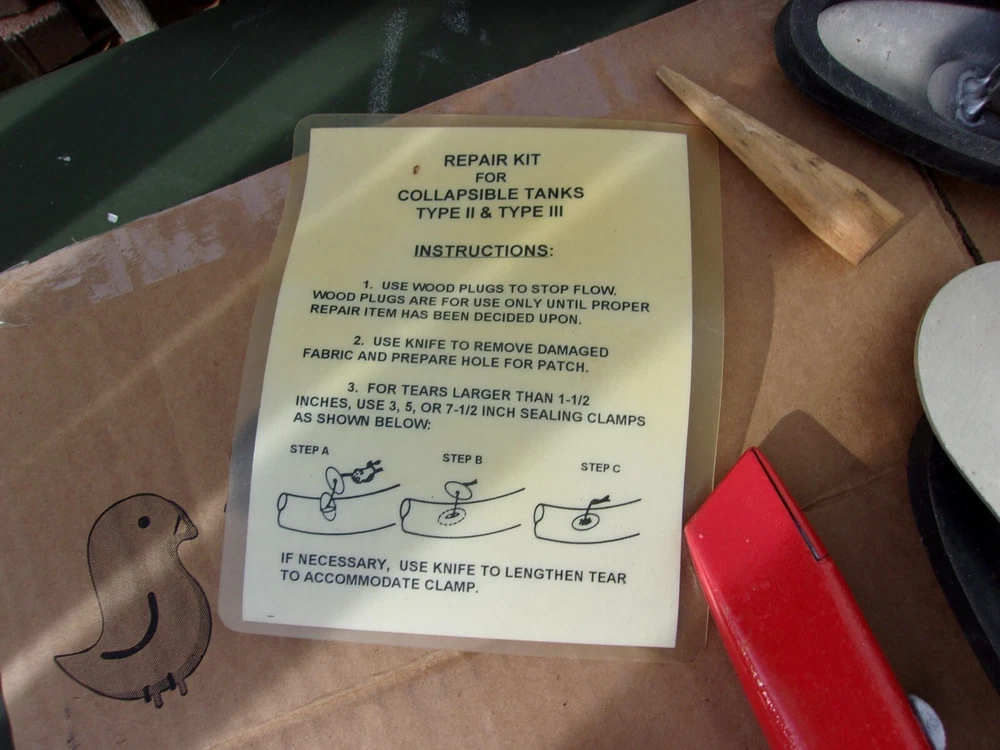 REPAIR KIT
FOR
COLLAPSIBLE TANKS
TYPE II & TYPE III
INSTRUCTIONS:
1. USE WOOD PLUGS TO STOP FLOW.
WOOD PLUGS ARE FOR USE ONLY UNTIL PROPER
REPAIR ITEM HAS BEEN DECIDED UPON.
2. USE KNIFE TO REMOVE DAMAGED
FABRIC AND PREPARE HOLE FOR PATCH.
3. FOR TEARS LARGER THAN 1-1/2
INCHES, USE 3, 5, OR 7-1/2 INCH SEALING CLAMPS
AS SHOWN BELOW:
STEP A
STEP B
STEP C
IF NECESSARY, USE KNIFE TO LENGTHEN TEAR
TO ACCOMMODATE CLAMP.